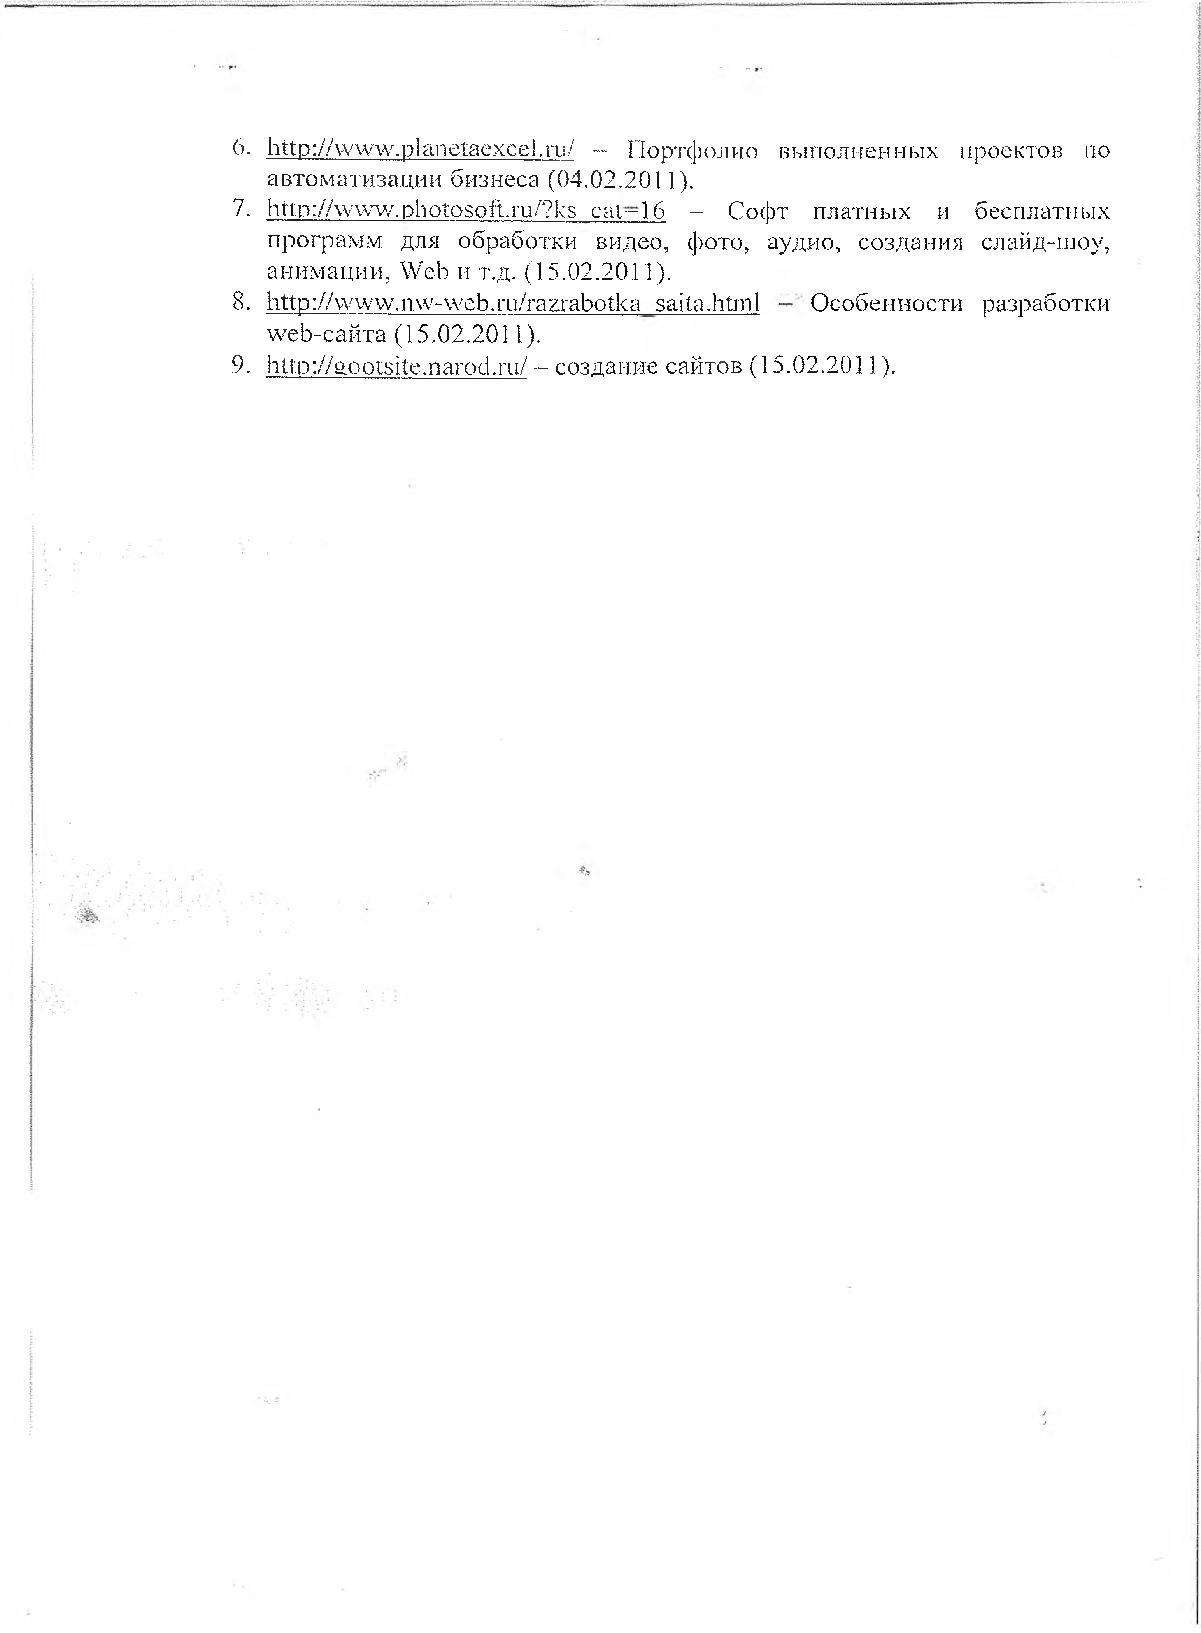 6. http://www.planetaexcel.ru/ – Портфолио выполненных проектов по
автоматизации бизнеса (04.02.2011).
7. http://www.photosoft.ru/?ks_cat=16 – Софт платных и бесплатных
программ для обработки видео, фото, аудио, создания слайд-шоу,
анимации, Web и т.д. (15.02.2011).
8. http://www.nw-web.ru/razrabotka_saita.html – Особенности разработки
web-сайта (15.02.2011).
9. http://gootsite.narod.ru/ – создание сайтов (15.02.2011).